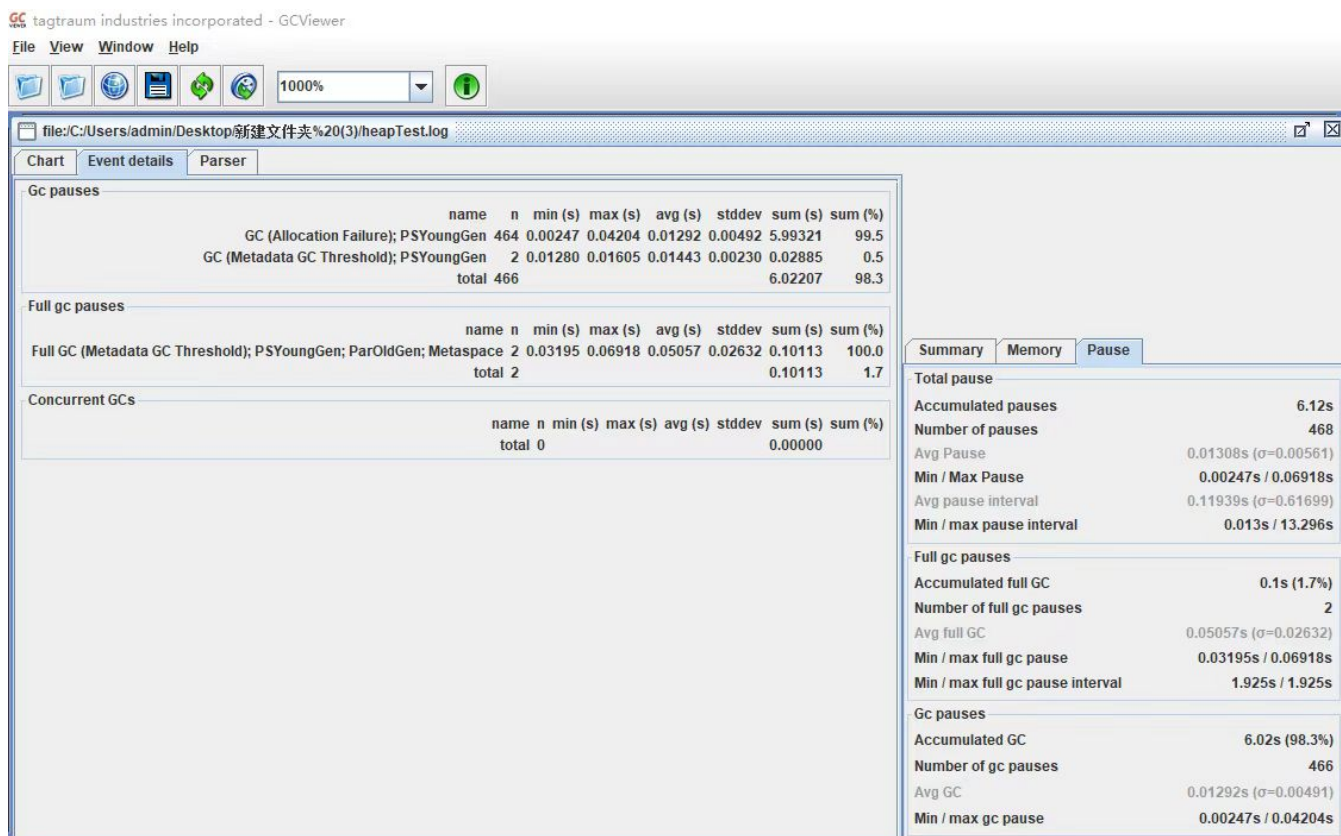 GC VIEWER tagtraum industries incorporated - GCViewer
File View Window Help
1000%
file:/C:/Users/admin/Desktop/新建文件夹%20(3)/heapTest.log
Chart Event details Parser
Gc pauses
name n min (s) max (s) avg (s) stddev sum (s) sum (%)
GC (Allocation Failure); PSYoungGen 464 0.00247 0.04204 0.01292 0.00492 5.99321 99.5
GC (Metadata GC Threshold); PSYoungGen 2 0.01280 0.01605 0.01443 0.00230 0.02885 0.5
total 466 6.02207 98.3
Full gc pauses
name n min (s) max (s) avg (s) stddev sum (s) sum (%)
Full GC (Metadata GC Threshold); PSYoungGen; ParOldGen; Metaspace 2 0.03195 0.06918 0.05057 0.02632 0.10113 100.0
total 2 0.10113 1.7
Concurrent GCs
name n min (s) max (s) avg (s) stddev sum (s) sum (%)
total 0 0.00000
Summary Memory Pause
Total pause
Accumulated pauses 6.12s
Number of pauses 468
Avg Pause 0.01308s (σ=0.00561)
Min / Max Pause 0.00247s / 0.06918s
Avg pause interval 0.11939s (σ=0.61699)
Min / max pause interval 0.013s / 13.296s
Full gc pauses
Accumulated full GC 0.1s (1.7%)
Number of full gc pauses 2
Avg full GC 0.05057s (σ=0.02632)
Min / max full gc pause 0.03195s / 0.06918s
Min / max full gc pause interval 1.925s / 1.925s
Gc pauses
Accumulated GC 6.02s (98.3%)
Number of gc pauses 466
Avg GC 0.01292s (σ=0.00491)
Min / max gc pause 0.00247s / 0.04204s